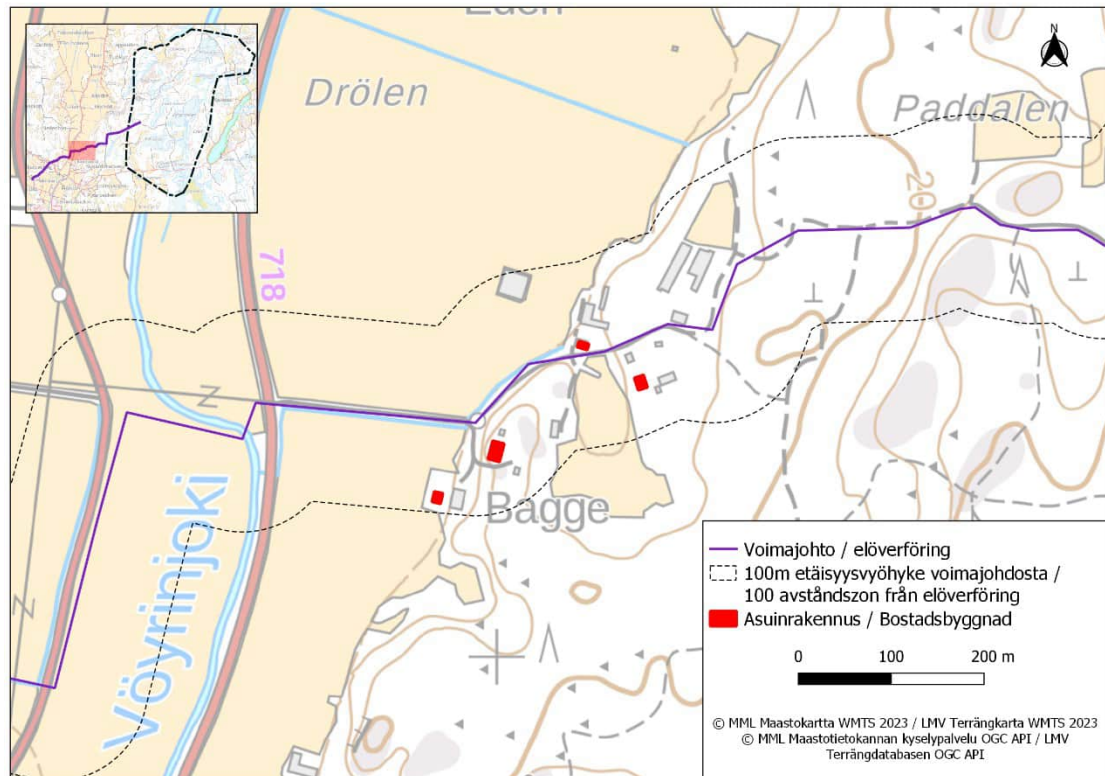 Eden
Drölen
Paddalen
N
718
20
N
N
Vöyrinjoki
Bagge
Voimajohto / elöverföring
100m etäisyysvyöhyke voimajohdosta /
100 avståndszon från elöverföring
Asuinrakennus / Bostadsbyggnad
0 100 200 m
© MML Maastokartta WMTS 2023 / LMV Terrängkarta WMTS 2023
© MML Maastotietokannan kyselypalvelu OGC API / LMV
Terrängdatabasen OGC API